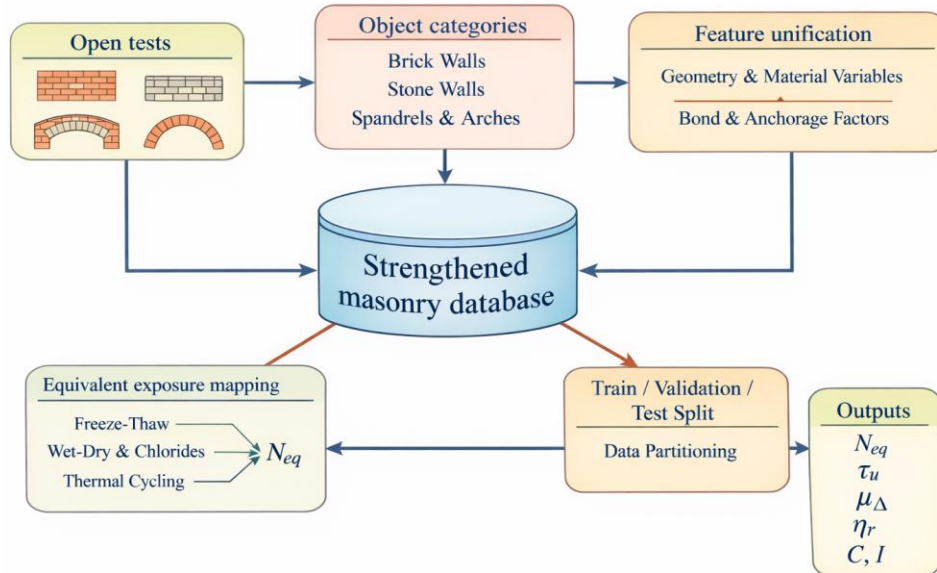 Open tests
Object categories
Brick Walls
Stone Walls
Spandrels & Arches
Feature unification
Geometry & Material Variables
Bond & Anchorage Factors
Strengthened
masonry database
Equivalent exposure mapping
Freeze-Thaw
Wet-Dry & Chlorides
Thermal Cycling
N_eq
Train / Validation /
Test Split
Data Partitioning
Outputs
N_eq
τ_u
μ_Δ
η_r
C, I